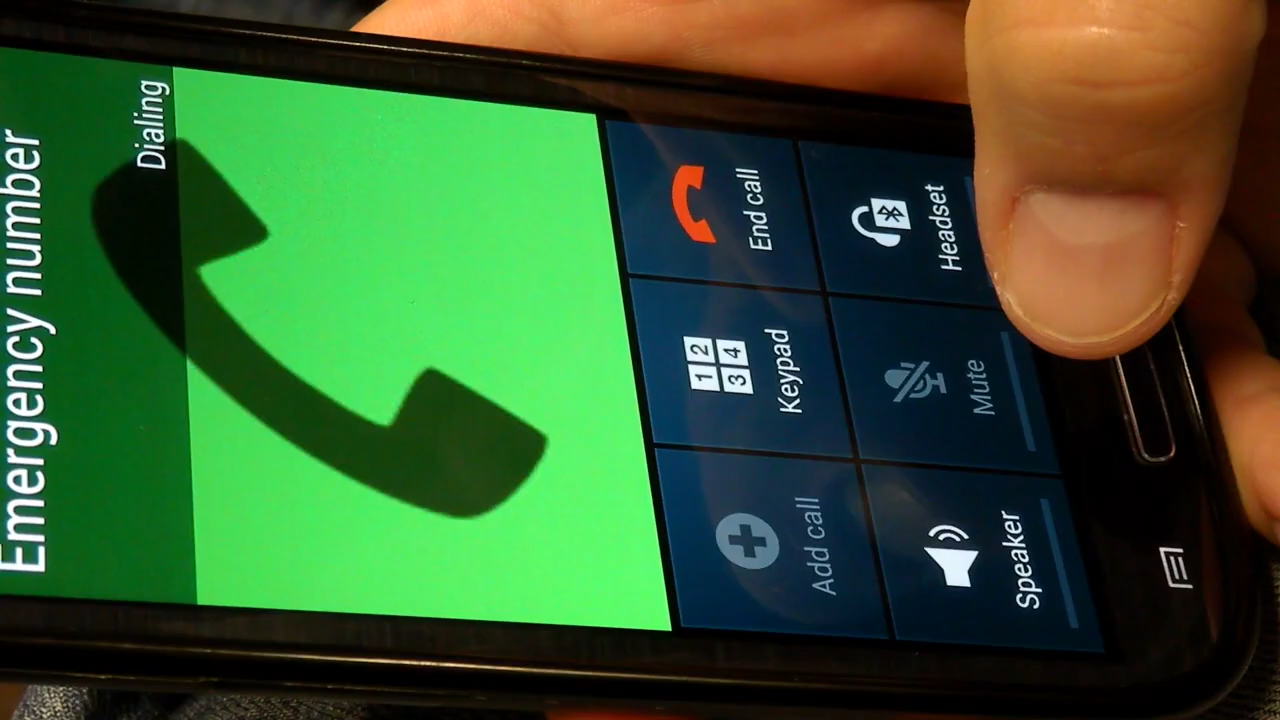 Emergency number
Dialing
Add call
1 2
3 4
Keypad
End call
Speaker
Mute
Headset